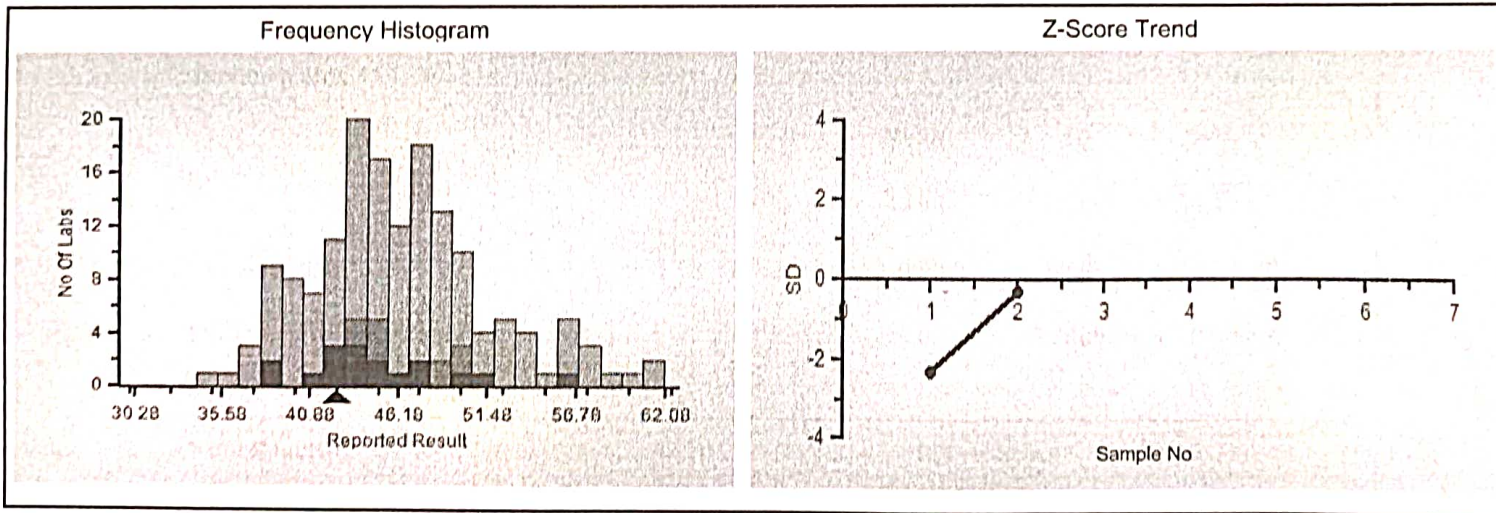 Frequency Histogram
20
16
12
8
4
0
No Of Labs
30.28 35.58 40.88 46.18 51.48 56.78 62.08
Reported Result
Z-Score Trend
4
2
0
-2
-4
SD
0 1 2 3 4 5 6 7
Sample No